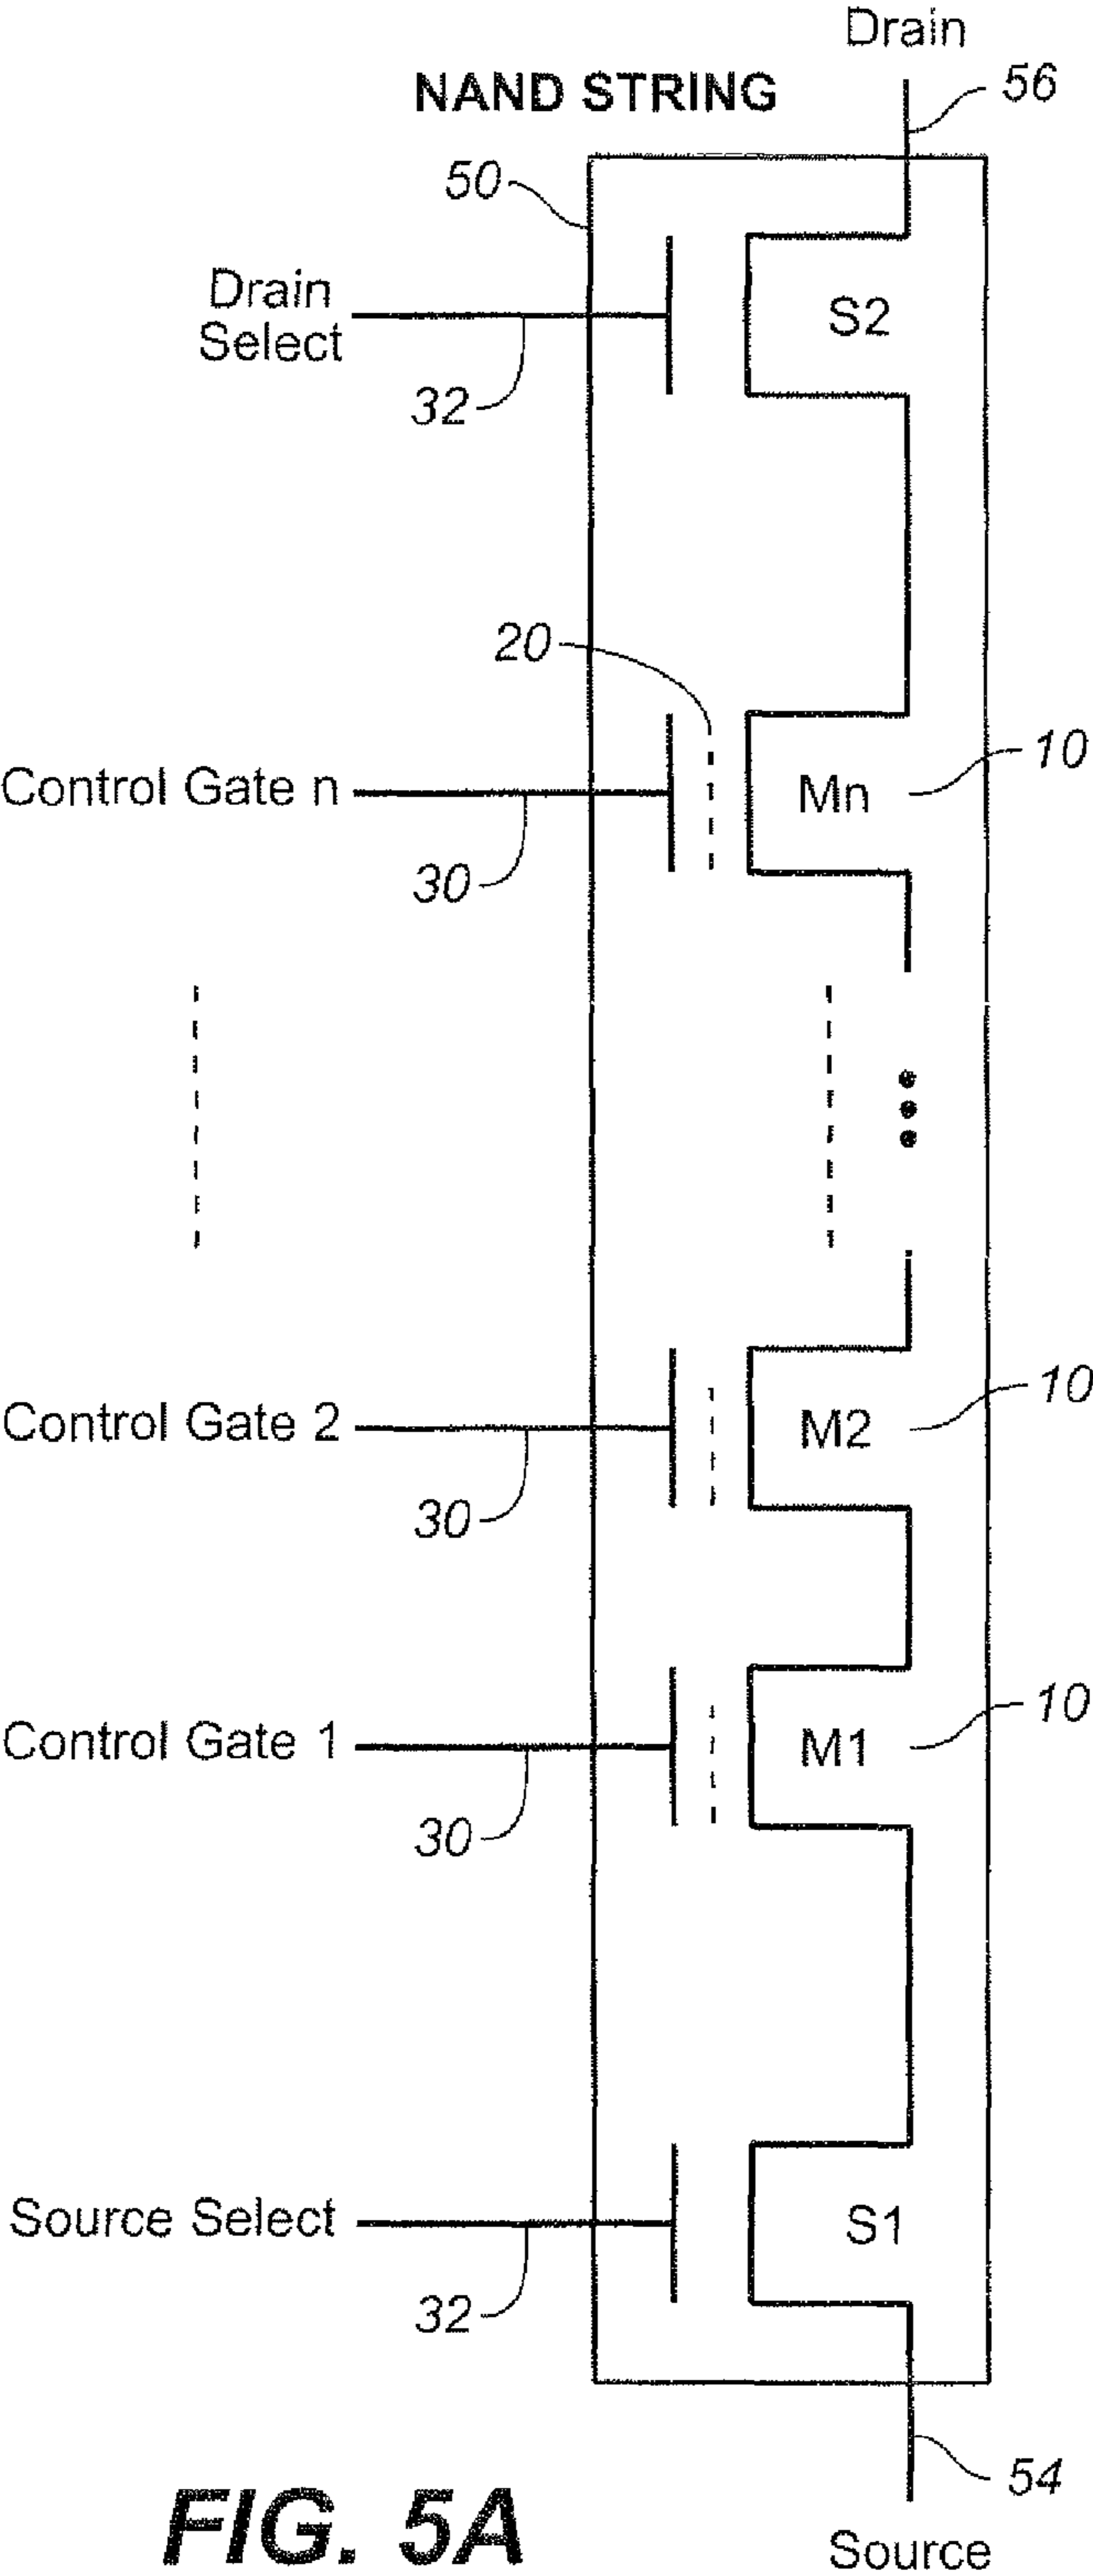 Drain
56
NAND STRING
50
Drain
Select
S2
32
20
10
Control Gate n
Mn
30
10
Control Gate 2
M2
30
10
Control Gate 1
M1
30
Source Select
S1
32
54
FIG. 5A
Source